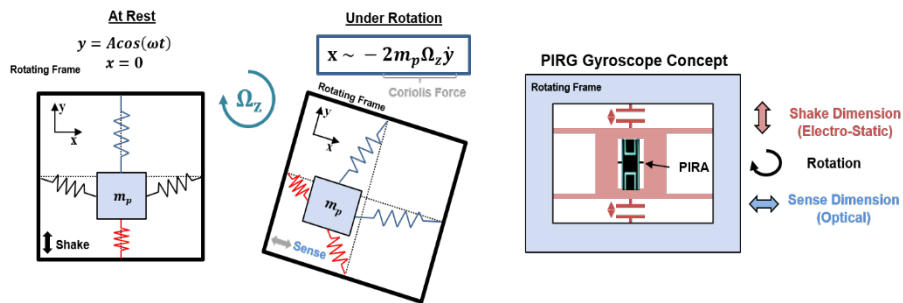 At Rest
y = Acos(ωt)
x = 0
Rotating Frame
y
x
m_p
Shake
Ω_z
Under Rotation
x ~ − 2m_pΩ_zẏ
Coriolis Force
Rotating Frame
y
x
m_p
Sense
PIRG Gyroscope Concept
Rotating Frame
PIRA
Shake Dimension
(Electro-Static)
Rotation
Sense Dimension
(Optical)